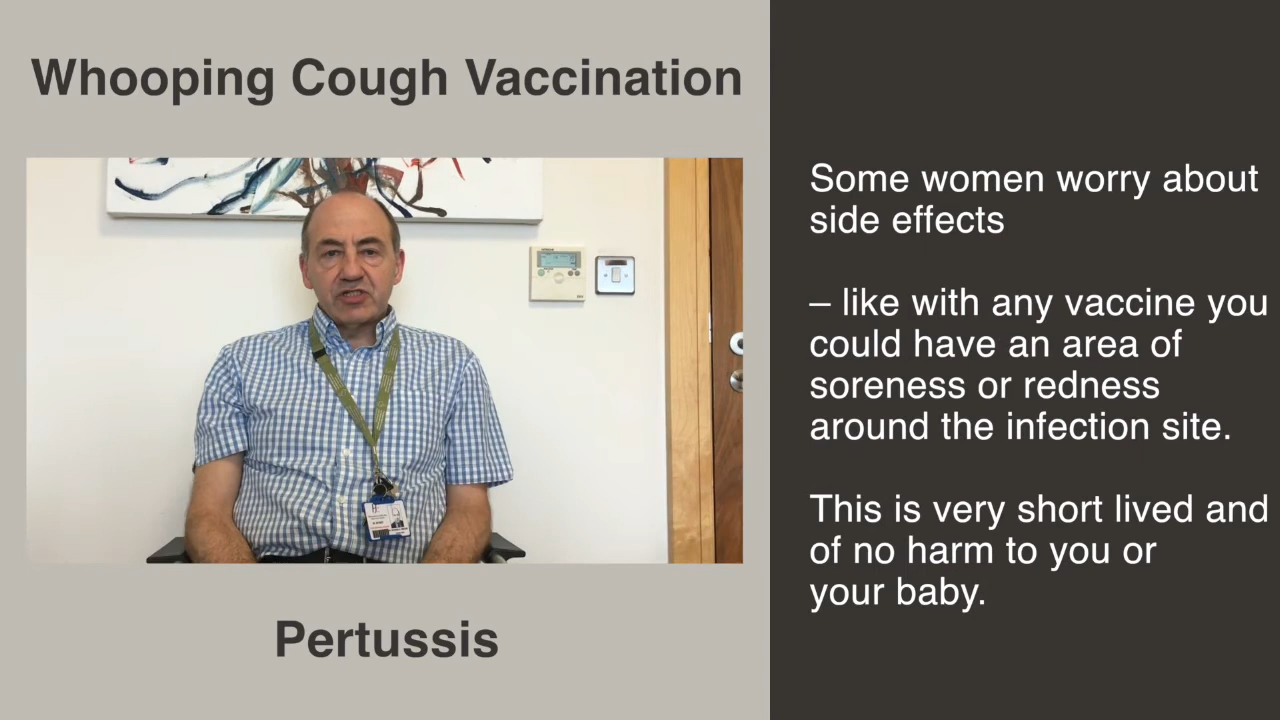 Whooping Cough Vaccination
Some women worry about
side effects
– like with any vaccine you
could have an area of
soreness or redness
around the infection site.
This is very short lived and
of no harm to you or
your baby.
Pertussis